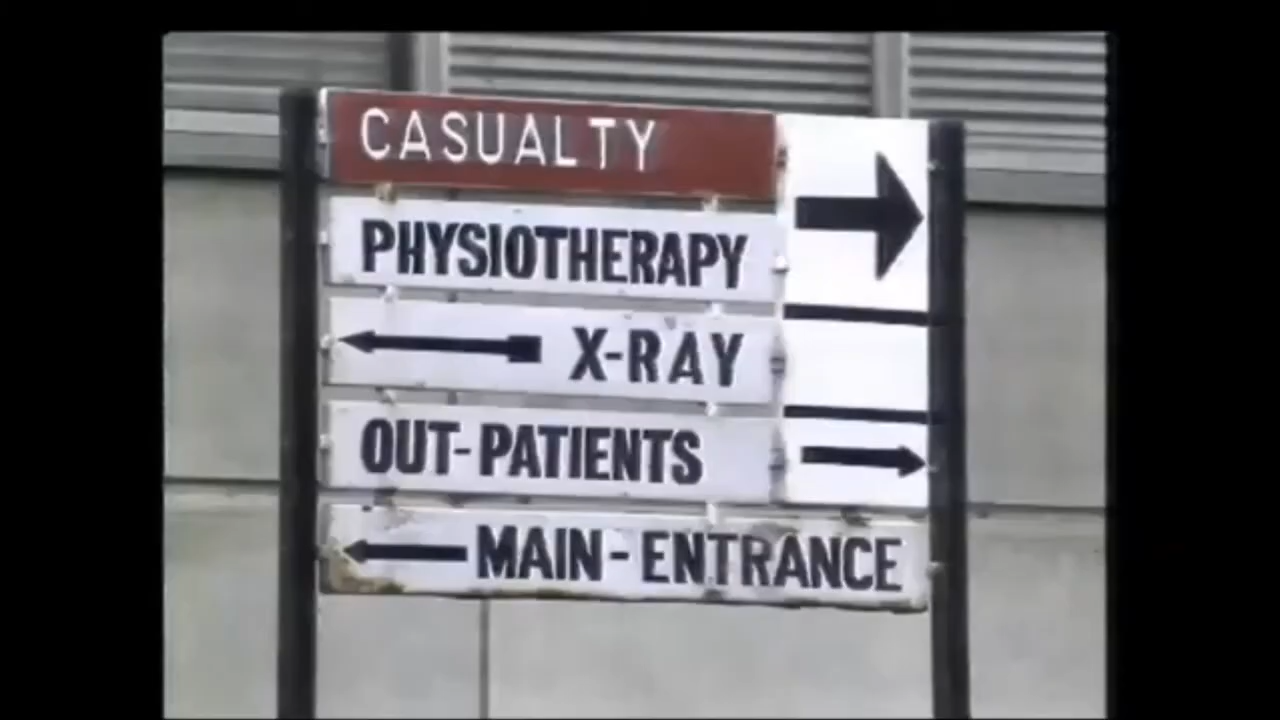 CASUALTY
PHYSIOTHERAPY
X-RAY
OUT-PATIENTS
MAIN-ENTRANCE